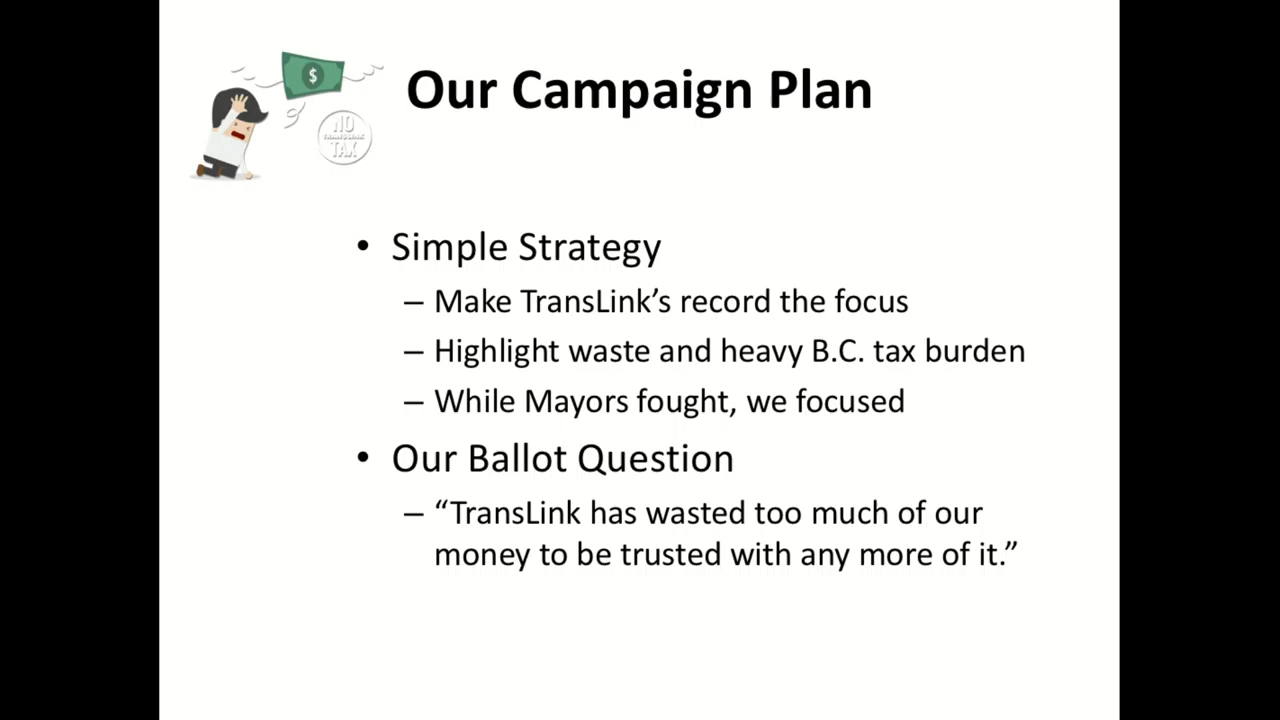 Our Campaign Plan
$
NO
TRANSLINK
TAX
• Simple Strategy
– Make TransLink’s record the focus
– Highlight waste and heavy B.C. tax burden
– While Mayors fought, we focused
• Our Ballot Question
– “TransLink has wasted too much of our
money to be trusted with any more of it.”